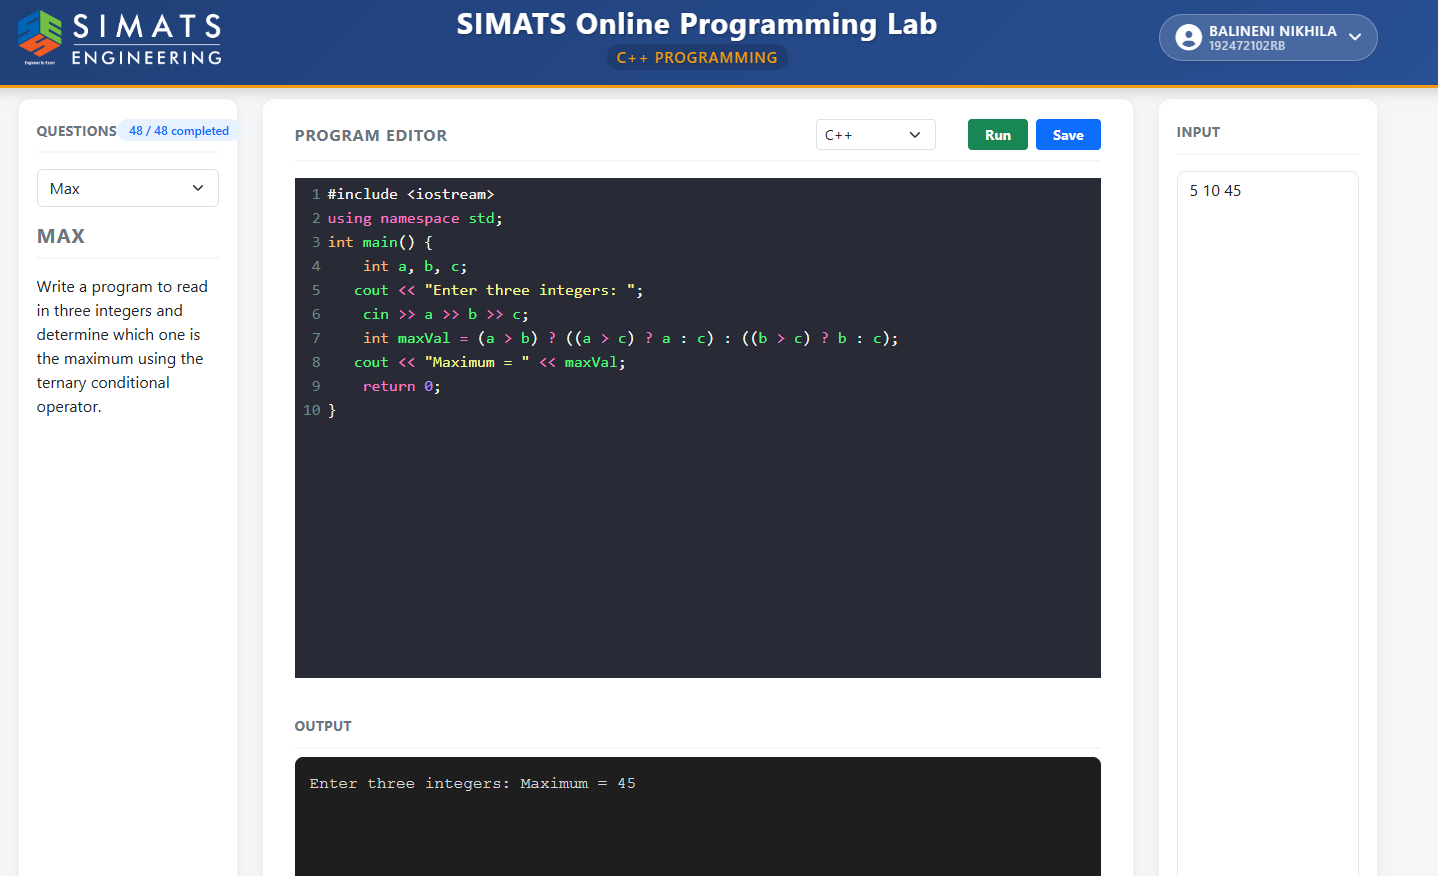 SIMATS
ENGINEERING
Engineer to Excel
SIMATS Online Programming Lab
C++ PROGRAMMING
BALINENI NIKHILA
192472102RB
QUESTIONS
48 / 48 completed
Max
MAX
Write a program to read
in three integers and
determine which one is
the maximum using the
ternary conditional
operator.
PROGRAM EDITOR
C++
Run
Save
1 #include <iostream>
2 using namespace std;
3 int main() {
4     int a, b, c;
5    cout << "Enter three integers: ";
6     cin >> a >> b >> c;
7     int maxVal = (a > b) ? ((a > c) ? a : c) : ((b > c) ? b : c);
8    cout << "Maximum = " << maxVal;
9     return 0;
10 }
OUTPUT
Enter three integers: Maximum = 45
INPUT
5 10 45